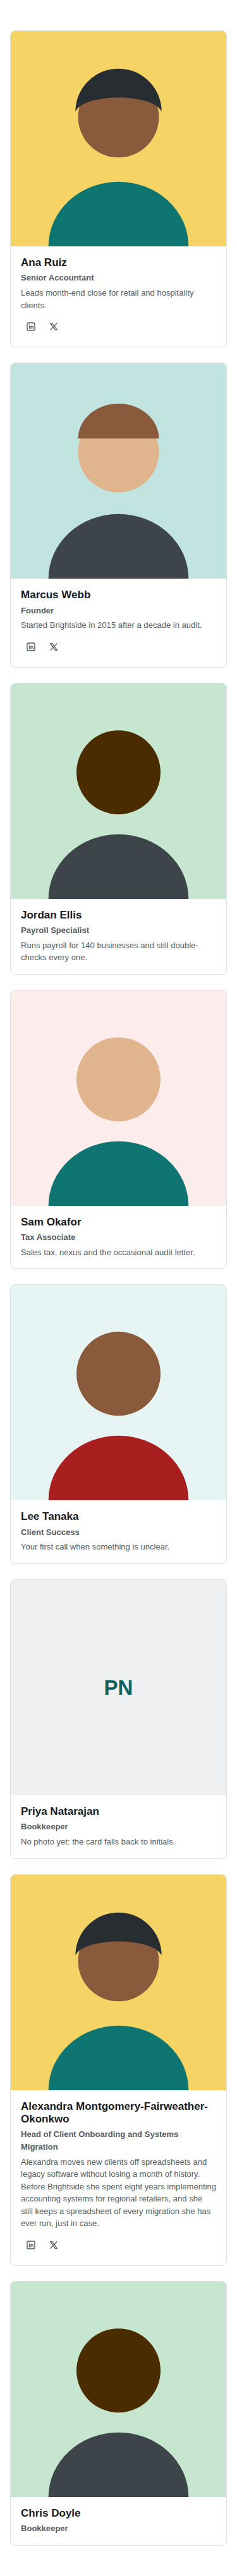 Ana Ruiz
Senior Accountant
Leads month-end close for retail and hospitality
clients.
Marcus Webb
Founder
Started Brightside in 2015 after a decade in audit.
Jordan Ellis
Payroll Specialist
Runs payroll for 140 businesses and still double-
checks every one.
Sam Okafor
Tax Associate
Sales tax, nexus and the occasional audit letter.
Lee Tanaka
Client Success
Your first call when something is unclear.
PN
Priya Natarajan
Bookkeeper
No photo yet: the card falls back to initials.
Alexandra Montgomery-Fairweather-
Okonkwo
Head of Client Onboarding and Systems
Migration
Alexandra moves new clients off spreadsheets and
legacy software without losing a month of history.
Before Brightside she spent eight years implementing
accounting systems for regional retailers, and she
still keeps a spreadsheet of every migration she has
ever run, just in case.
Chris Doyle
Bookkeeper